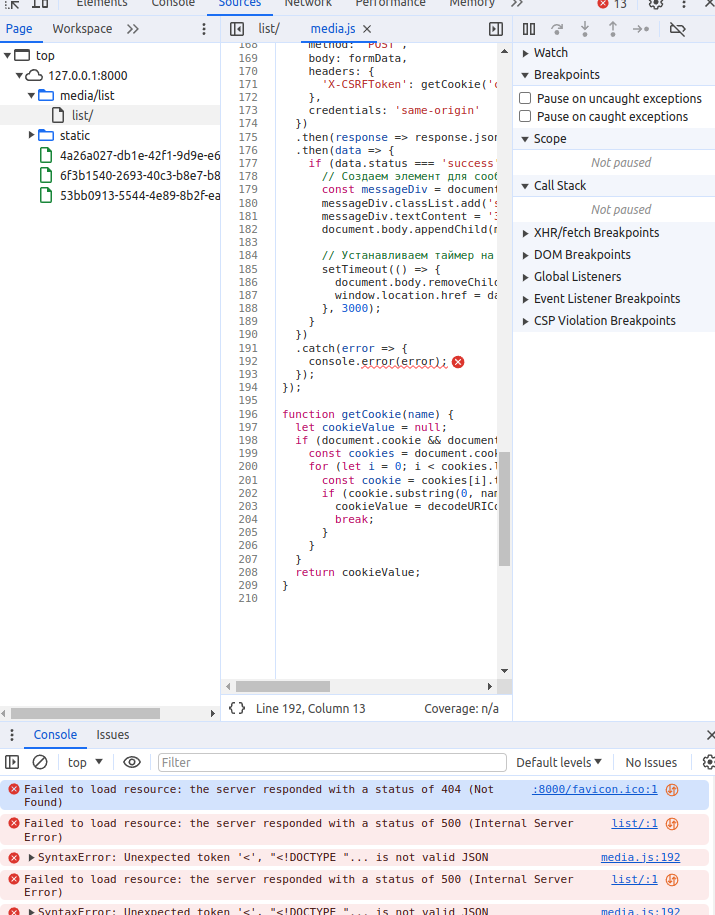 Elements Console Sources Network Performance Memory 13
Page Workspace
top
127.0.0.1:8000
media/list
list/
static
4a26a027-db1e-42f1-9d9e-e6
6f3b1540-2693-40c3-b8e7-b8
53bb0913-5544-4e89-8b2f-ea
list/ media.js
168 method: 'POST',
169 body: formData,
170 headers: {
171 'X-CSRFToken': getCookie('c
172 },
173 credentials: 'same-origin'
174 })
175 .then(response => response.json
176 .then(data => {
177 if (data.status === 'success'
178 // Создаем элемент для сооб
179 const messageDiv = document
180 messageDiv.classList.add('s
181 messageDiv.textContent = 'З
182 document.body.appendChild(m
183
184 // Устанавливаем таймер на
185 setTimeout(() => {
186 document.body.removeChild
187 window.location.href = da
188 }, 3000);
189 }
190 })
191 .catch(error => {
192 console.error(error);
193 });
194 });
195
196 function getCookie(name) {
197 let cookieValue = null;
198 if (document.cookie && document
199 const cookies = document.cook
200 for (let i = 0; i < cookies.l
201 const cookie = cookies[i].t
202 if (cookie.substring(0, nam
203 cookieValue = decodeURICo
204 break;
205 }
206 }
207 }
208 return cookieValue;
209 }
210
{} Line 192, Column 13 Coverage: n/a
Watch
Breakpoints
Pause on uncaught exceptions
Pause on caught exceptions
Scope
Not paused
Call Stack
Not paused
XHR/fetch Breakpoints
DOM Breakpoints
Global Listeners
Event Listener Breakpoints
CSP Violation Breakpoints
Console Issues
top Filter Default levels No Issues
Failed to load resource: the server responded with a status of 404 (Not :8000/favicon.ico:1
Found)
Failed to load resource: the server responded with a status of 500 (Internal Server list/:1
Error)
SyntaxError: Unexpected token '<', "<!DOCTYPE "... is not valid JSON media.js:192
Failed to load resource: the server responded with a status of 500 (Internal Server list/:1
Error)
SyntaxError: Unexpected token '<', "<!DOCTYPE "... is not valid JSON media.js:192